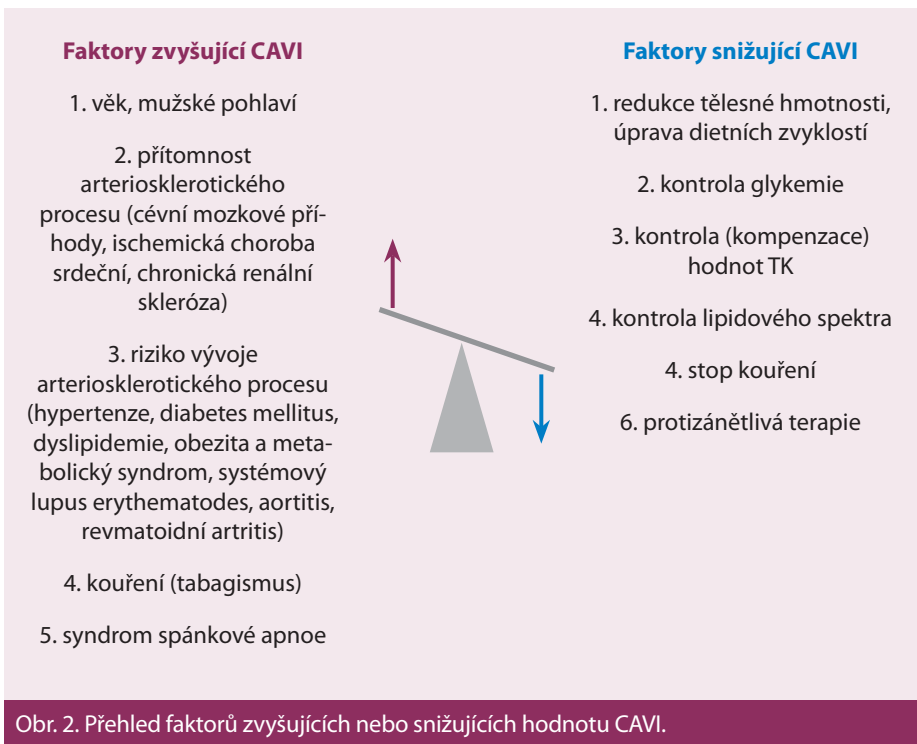 Faktory zvyšující CAVI
1. věk, mužské pohlaví
2. přítomnost
arteriosklerotického
procesu (cévní mozkové pří-
hody, ischemická choroba
srdeční, chronická renální
skleróza)
3. riziko vývoje
arteriosklerotického procesu
(hypertenze, diabetes mellitus,
dyslipidemie, obezita a meta-
bolický syndrom, systémový
lupus erythematodes, aortitis,
revmatoidní artritis)
4. kouření (tabagismus)
5. syndrom spánkové apnoe
Faktory snižující CAVI
1. redukce tělesné hmotnosti,
úprava dietních zvyklostí
2. kontrola glykemie
3. kontrola (kompenzace)
hodnot TK
4. kontrola lipidového spektra
4. stop kouření
6. protizánětlivá terapie
Obr. 2. Přehled faktorů zvyšujících nebo snižujících hodnotu CAVI.